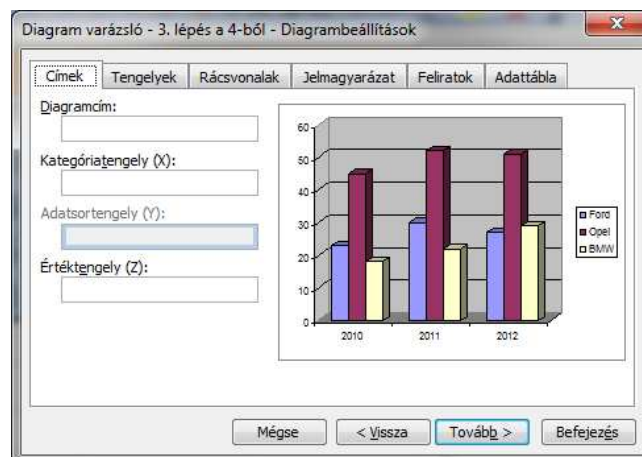 Diagram varázsló - 3. lépés a 4-ből - Diagrambeállítások
Címek
Tengelyek
Rácsvonalak
Jelmagyarázat
Feliratok
Adattábla
Diagramcím:
Kategóriatengely (X):
Adatsortengely (Y):
Értéktengely (Z):
60
50
40
30
20
10
0
2010
2011
2012
Ford
Opel
BMW
Mégse
< Vissza
Tovább >
Befejezés